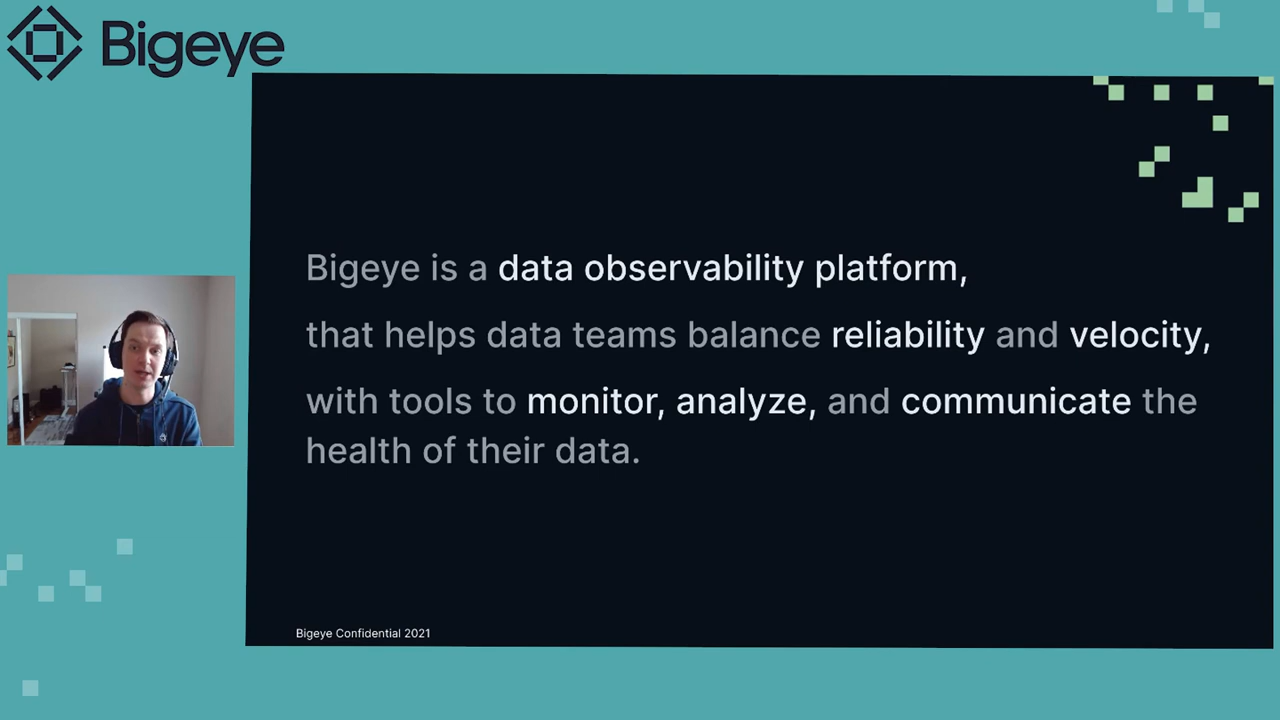 Bigeye
Bigeye is a data observability platform,
that helps data teams balance reliability and velocity,
with tools to monitor, analyze, and communicate the
health of their data.
Bigeye Confidential 2021